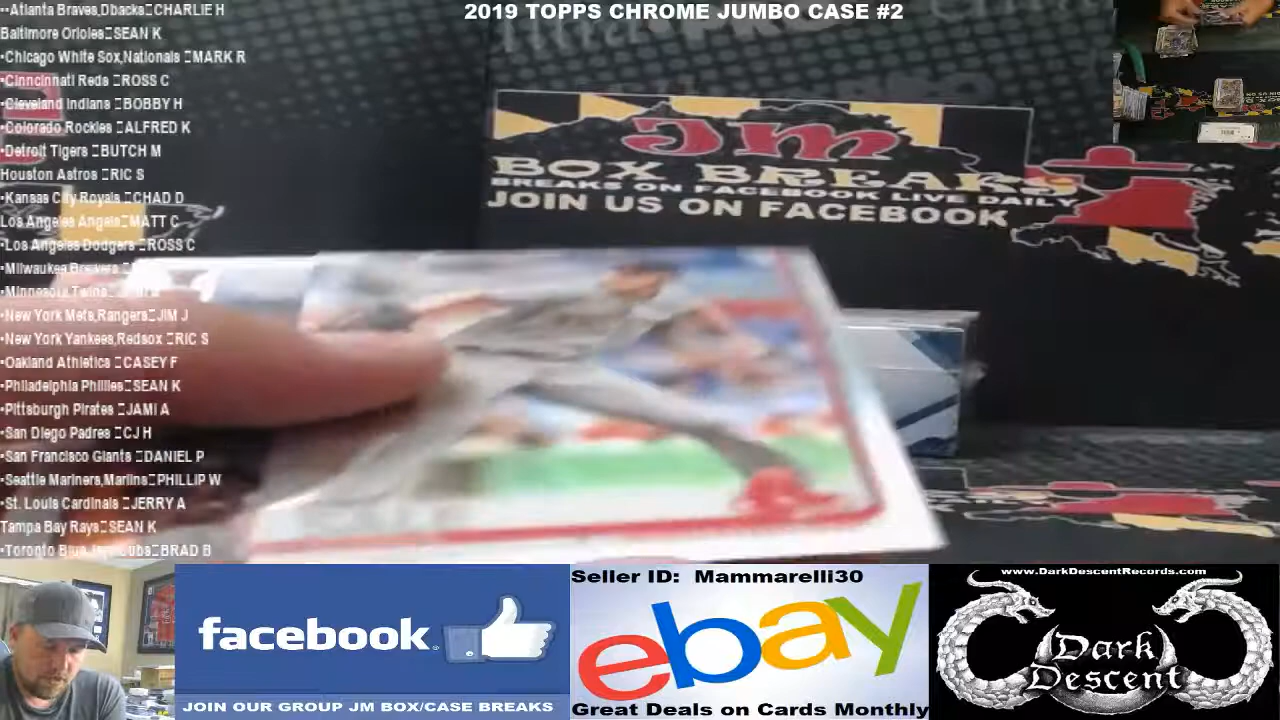 2019 TOPPS CHROME JUMBO CASE #2
••Atlanta Braves,Dbacks CHARLIE H
Baltimore Orioles SEAN K
•Chicago White Sox,Nationals MARK R
•Cinncinnati Reds ROSS C
•Cleveland Indians BOBBY H
•Colorado Rockies ALFRED K
•Detroit Tigers BUTCH M
Houston Astros ERIC S
•Kansas City Royals CHAD D
Los Angeles Angels MATT C
•Los Angeles Dodgers ROSS C
•Milwaukee Brewers
•Minnesota Twins
•New York Mets,Rangers JIM J
•New York Yankees,Redsox ERIC S
•Oakland Athletics CASEY F
•Philadelphia Phillies SEAN K
•Pittsburgh Pirates JAMI A
•San Diego Padres CJ H
•San Francisco Giants DANIEL P
•Seattle Mariners,Marlins PHILLIP W
•St. Louis Cardinals JERRY A
Tampa Bay Rays SEAN K
•Toronto Blue BRAD B
JM
BOX BREAKS
BREAKS ON FACEBOOK LIVE DAILY
JOIN US ON FACEBOOK
facebook
JOIN OUR GROUP JM BOX/CASE BREAKS
Seller ID: Mammarelli30
ebay
Great Deals on Cards Monthly
www.DarkDescentRecords.com
Dark
Descent